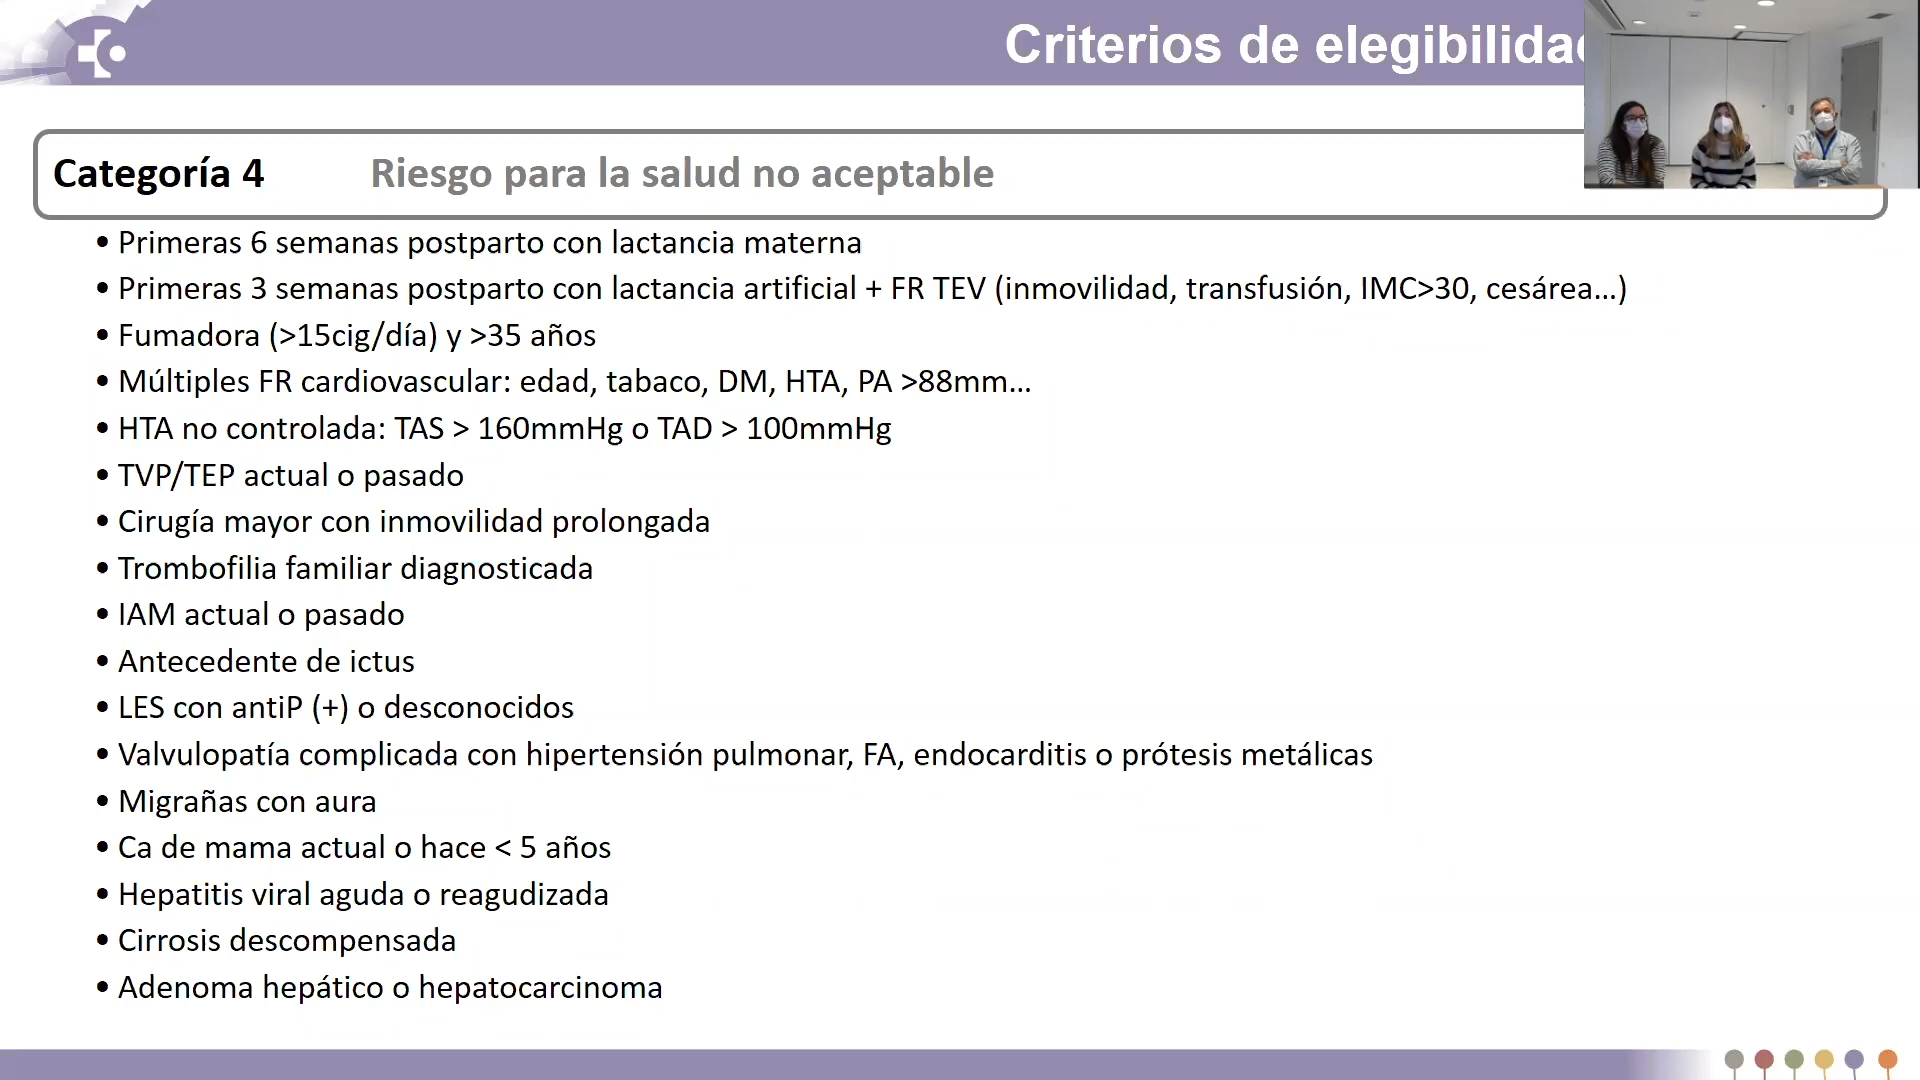 Criterios de elegibilidad
Categoría 4 Riesgo para la salud no aceptable
• Primeras 6 semanas postparto con lactancia materna
• Primeras 3 semanas postparto con lactancia artificial + FR TEV (inmovilidad, transfusión, IMC>30, cesárea...)
• Fumadora (>15cig/día) y >35 años
• Múltiples FR cardiovascular: edad, tabaco, DM, HTA, PA >88mm...
• HTA no controlada: TAS > 160mmHg o TAD > 100mmHg
• TVP/TEP actual o pasado
• Cirugía mayor con inmovilidad prolongada
• Trombofilia familiar diagnosticada
• IAM actual o pasado
• Antecedente de ictus
• LES con antiP (+) o desconocidos
• Valvulopatía complicada con hipertensión pulmonar, FA, endocarditis o prótesis metálicas
• Migrañas con aura
• Ca de mama actual o hace < 5 años
• Hepatitis viral aguda o reagudizada
• Cirrosis descompensada
• Adenoma hepático o hepatocarcinoma